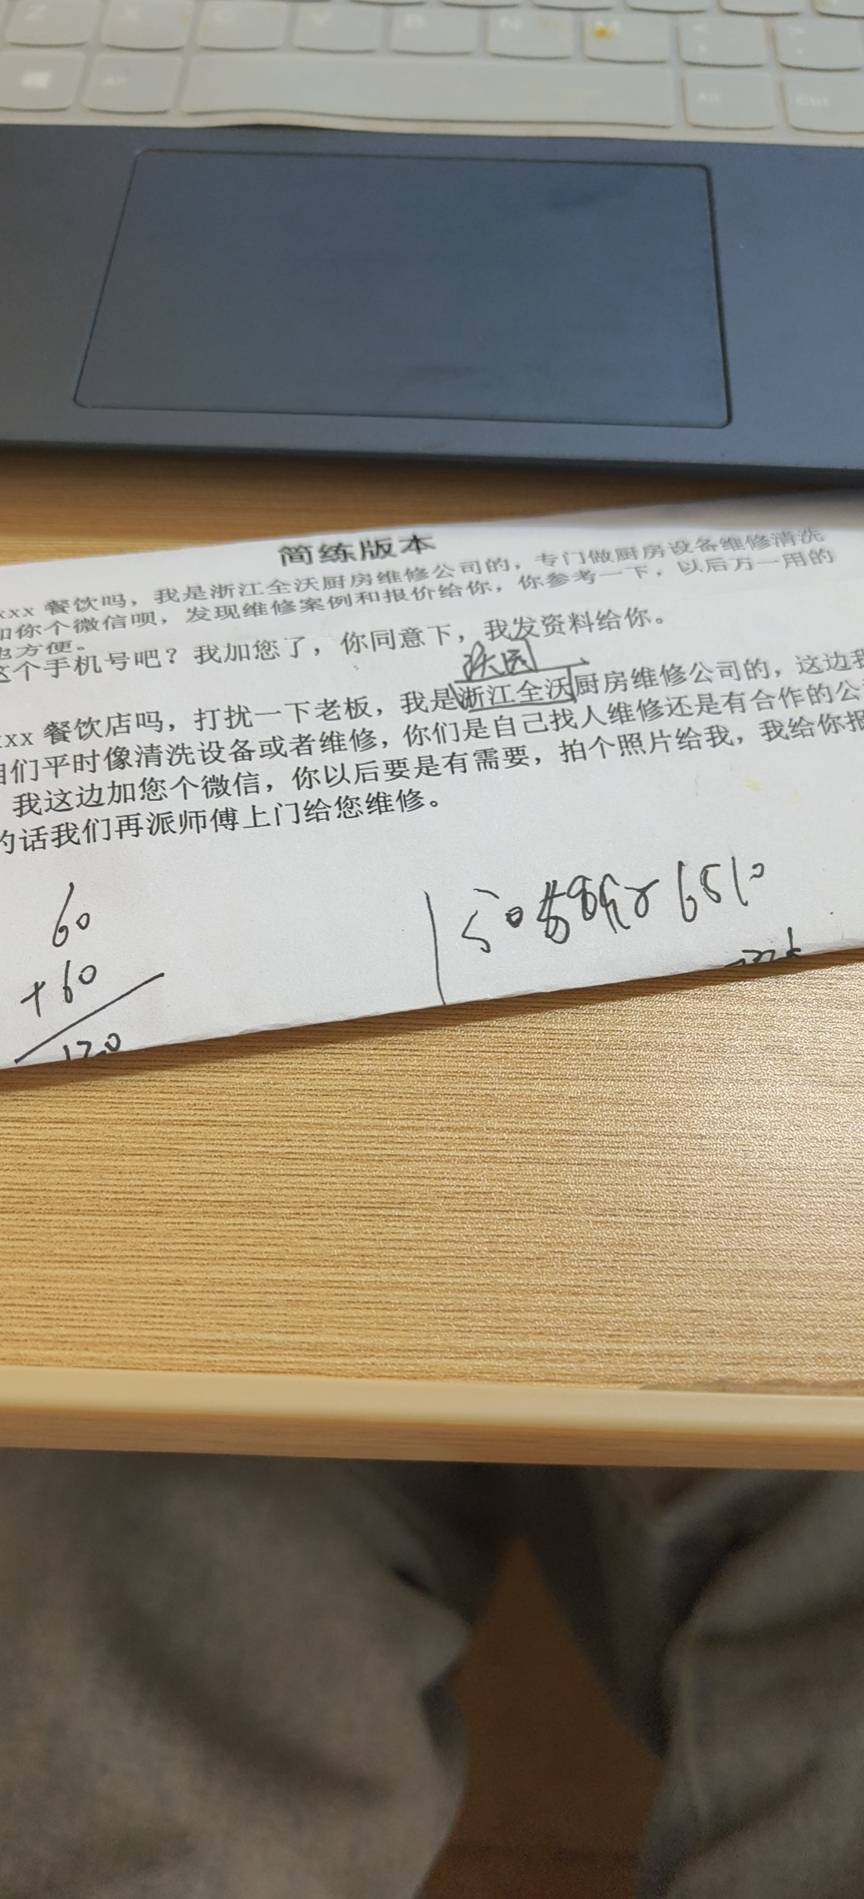 简练版本
xxx 餐饮吗，我是浙江全沃厨房维修公司的，专门做厨房设备维修清洗
加你个微信呗，发现维修案例和报价给你，你参考一下，以后万一用的
也方便。
这个手机号吧？我加您了，你同意下，我发资料给你。
xxx 餐饮店吗，打扰一下老板，我是浙江全沃厨房维修公司的，这边我
咱们平时像清洗设备或者维修，你们是自己找人维修还是有合作的公
我这边加您个微信，你以后要是有需要，拍个照片给我，我给你报
的话我们再派师傅上门给您维修。
60
+60
120